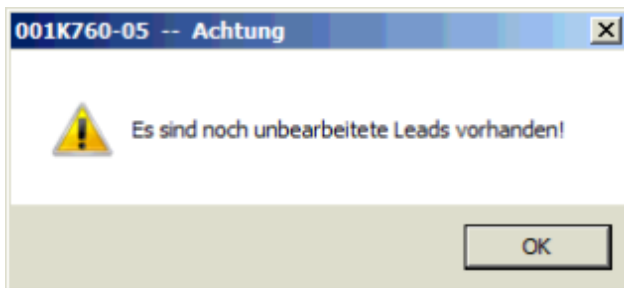 001K760-05 -- Achtung
Es sind noch unbearbeitete Leads vorhanden!
OK